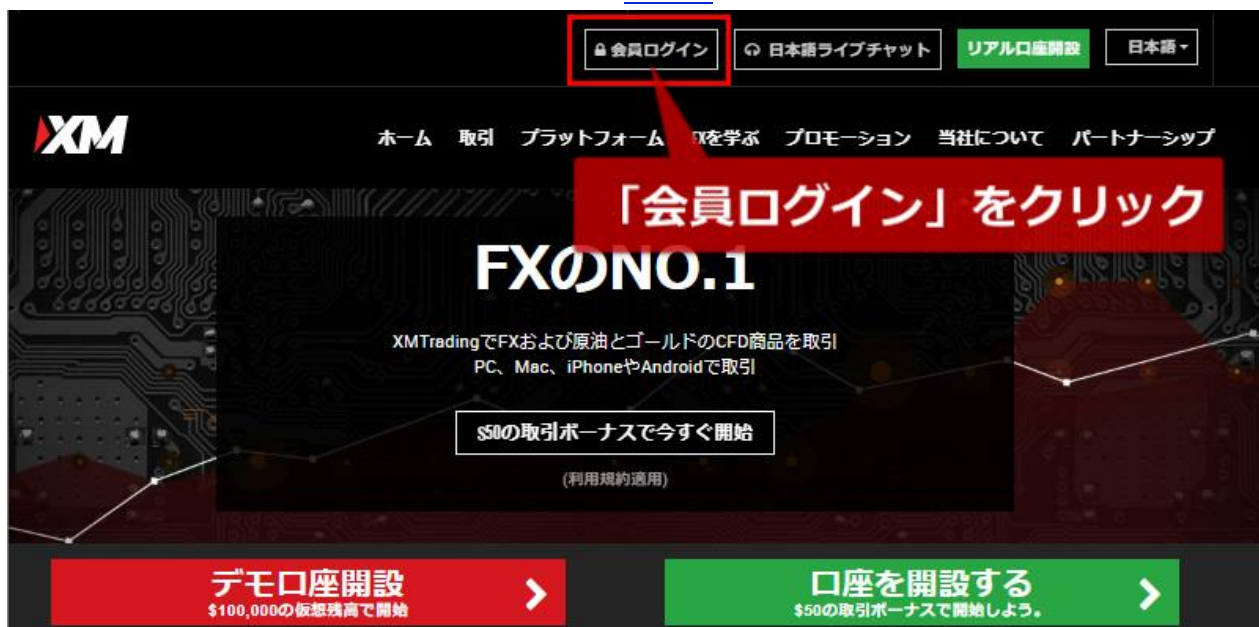 会員ログイン
日本語ライブチャット
リアル口座開設
日本語
XM
ホーム 取引 プラットフォーム Xを学ぶ プロモーション 当社について パートナーシップ
「会員ログイン」をクリック
FXのNO.1
XMTradingでFXおよび原油とゴールドのCFD商品を取引
PC、Mac、iPhoneやAndroidで取引
$50の取引ボーナスで今すぐ開始
(利用規約適用)
デモ口座開設
$100,000の仮想残高で開始
口座を開設する
$50の取引ボーナスで開始しよう。